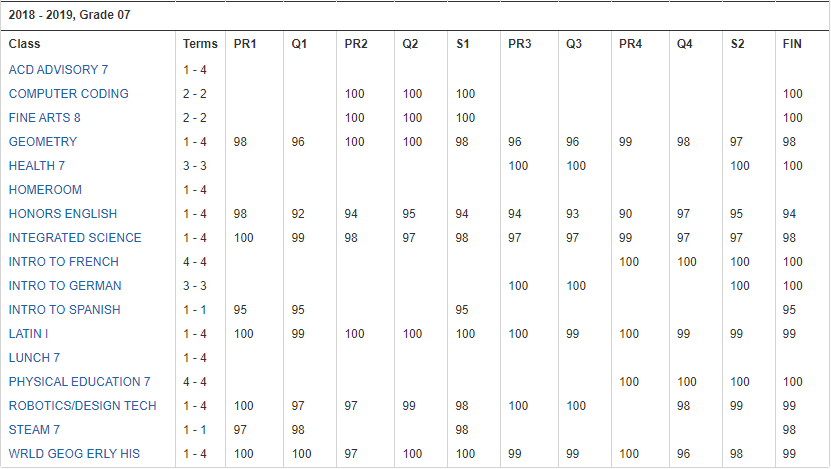 2018 - 2019, Grade 07
Class Terms PR1 Q1 PR2 Q2 S1 PR3 Q3 PR4 Q4 S2 FIN
ACD ADVISORY 7 1 - 4
COMPUTER CODING 2 - 2 100 100 100 100
FINE ARTS 8 2 - 2 100 100 100 100
GEOMETRY 1 - 4 98 96 100 100 98 96 96 99 98 97 98
HEALTH 7 3 - 3 100 100 100 100
HOMEROOM 1 - 4
HONORS ENGLISH 1 - 4 98 92 94 95 94 94 93 90 97 95 94
INTEGRATED SCIENCE 1 - 4 100 99 98 97 98 97 97 99 97 97 98
INTRO TO FRENCH 4 - 4 100 100 100 100
INTRO TO GERMAN 3 - 3 100 100 100 100
INTRO TO SPANISH 1 - 1 95 95 95 95
LATIN I 1 - 4 100 99 100 100 100 100 99 100 99 99 99
LUNCH 7 1 - 4
PHYSICAL EDUCATION 7 4 - 4 100 100 100 100
ROBOTICS/DESIGN TECH 1 - 4 100 97 97 99 98 100 100 98 99 99
STEAM 7 1 - 1 97 98 98 98
WRLD GEOG ERLY HIS 1 - 4 100 100 97 100 100 99 99 100 96 98 99